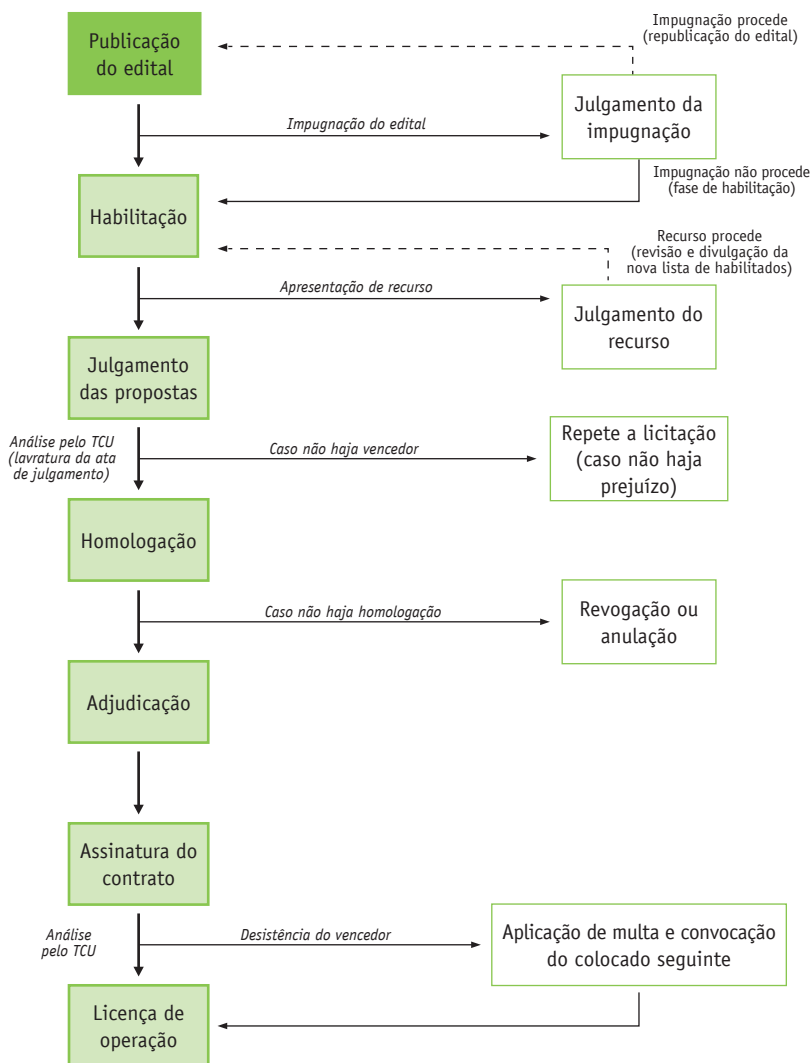 Publicação
do edital
Impugnação procede
(republicação do edital)
Impugnação do edital
Julgamento da
impugnação
Impugnação não procede
(fase de habilitação)
Habilitação
Recurso procede
(revisão e divulgação da
nova lista de habilitados)
Apresentação de recurso
Julgamento do
recurso
Julgamento
das propostas
Análise pelo TCU
(lavratura da ata
de julgamento)
Caso não haja vencedor
Repete a licitação
(caso não haja
prejuízo)
Homologação
Caso não haja homologação
Revogação ou
anulação
Adjudicação
Assinatura do
contrato
Análise
pelo TCU
Desistência do vencedor
Aplicação de multa e convocação
do colocado seguinte
Licença de
operação